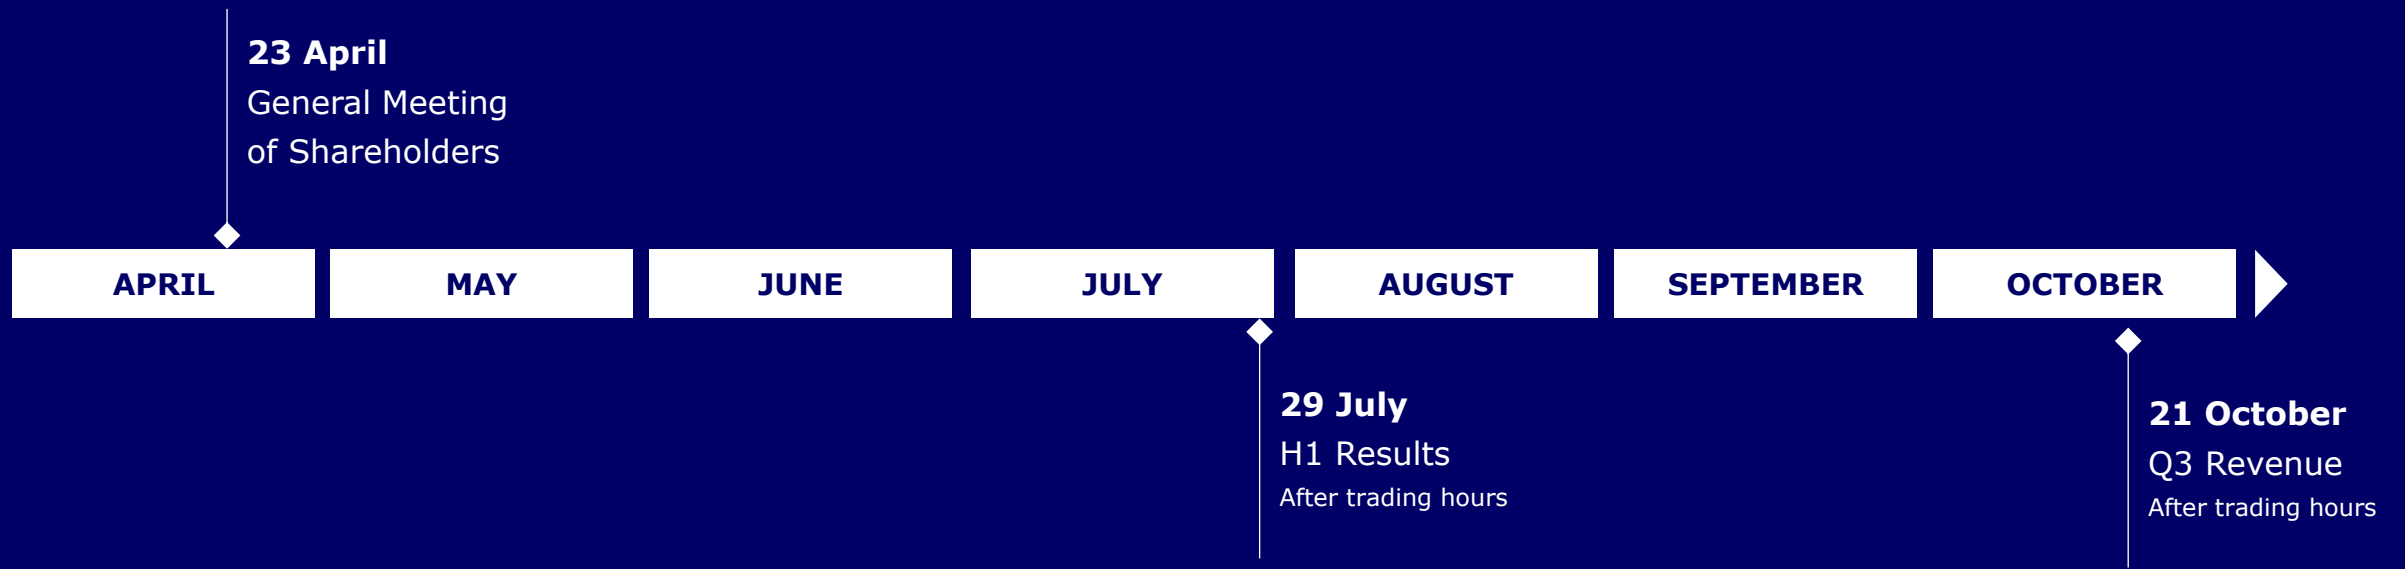 23 April
General Meeting
of Shareholders
APRIL
MAY
JUNE
JULY
AUGUST
SEPTEMBER
OCTOBER
29 July
H1 Results
After trading hours
21 October
Q3 Revenue
After trading hours